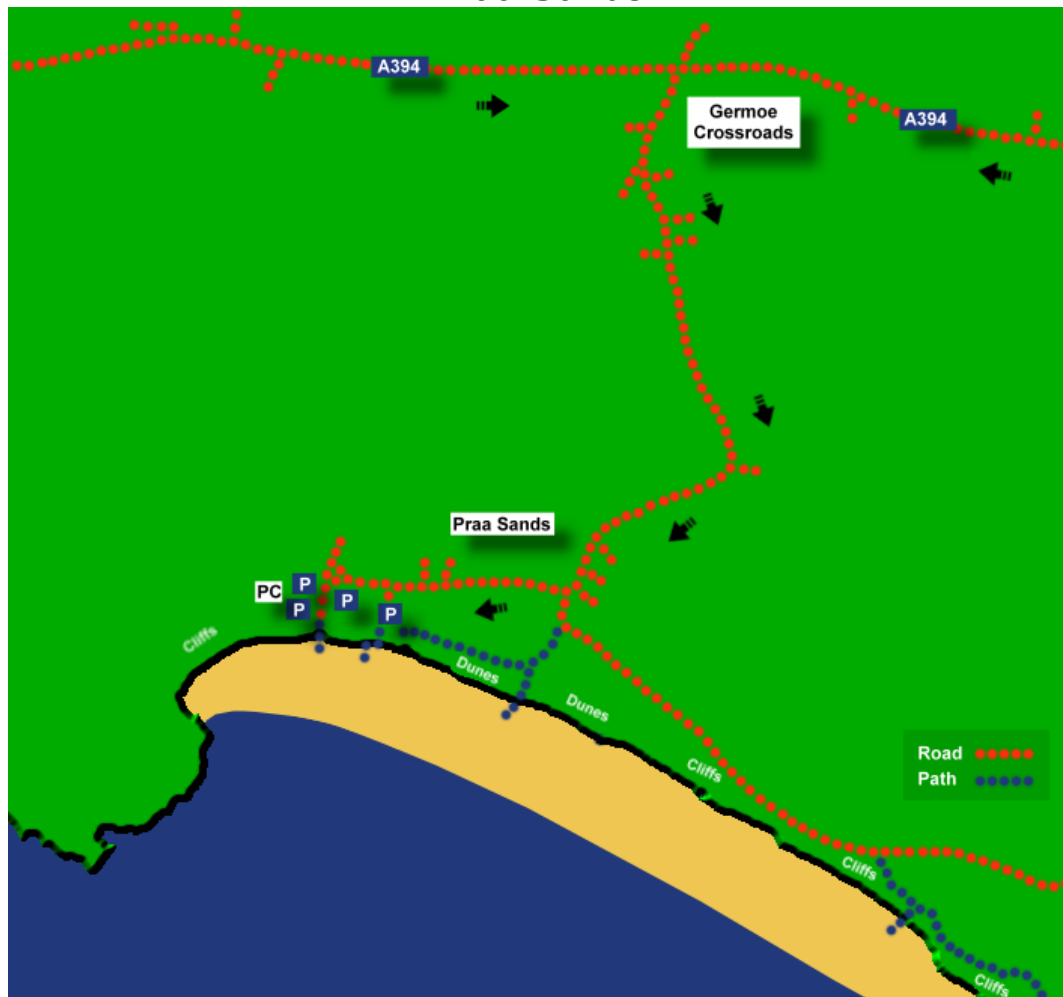 A394
Germoe
Crossroads
A394
Praa Sands
PC
P
P
P
P
Cliffs
Dunes
Dunes
Cliffs
Road
Path
Cliffs
Cliffs